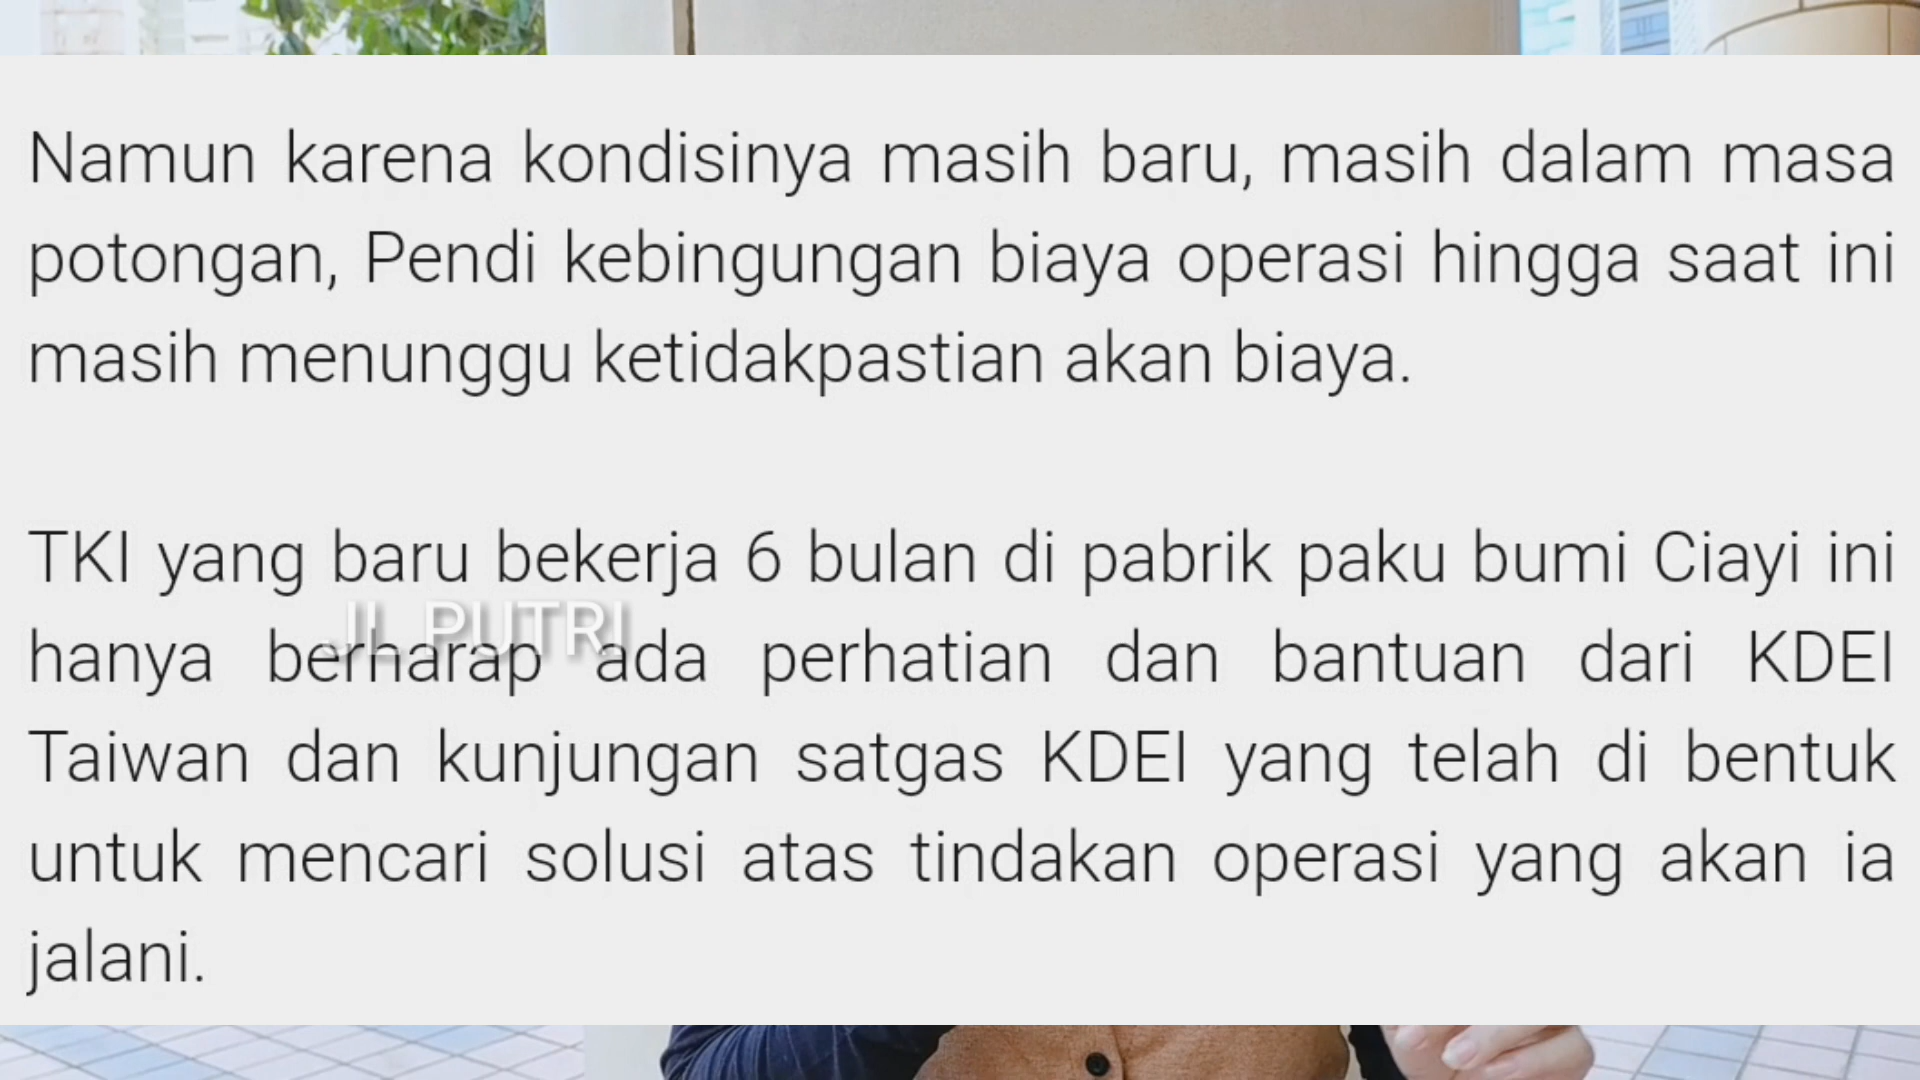 Namun karena kondisinya masih baru, masih dalam masa
potongan, Pendi kebingungan biaya operasi hingga saat ini
masih menunggu ketidakpastian akan biaya.
TKI yang baru bekerja 6 bulan di pabrik paku bumi Ciayi ini
JL PUTRI
hanya berharap ada perhatian dan bantuan dari KDEI
Taiwan dan kunjungan satgas KDEI yang telah di bentuk
untuk mencari solusi atas tindakan operasi yang akan ia
jalani.